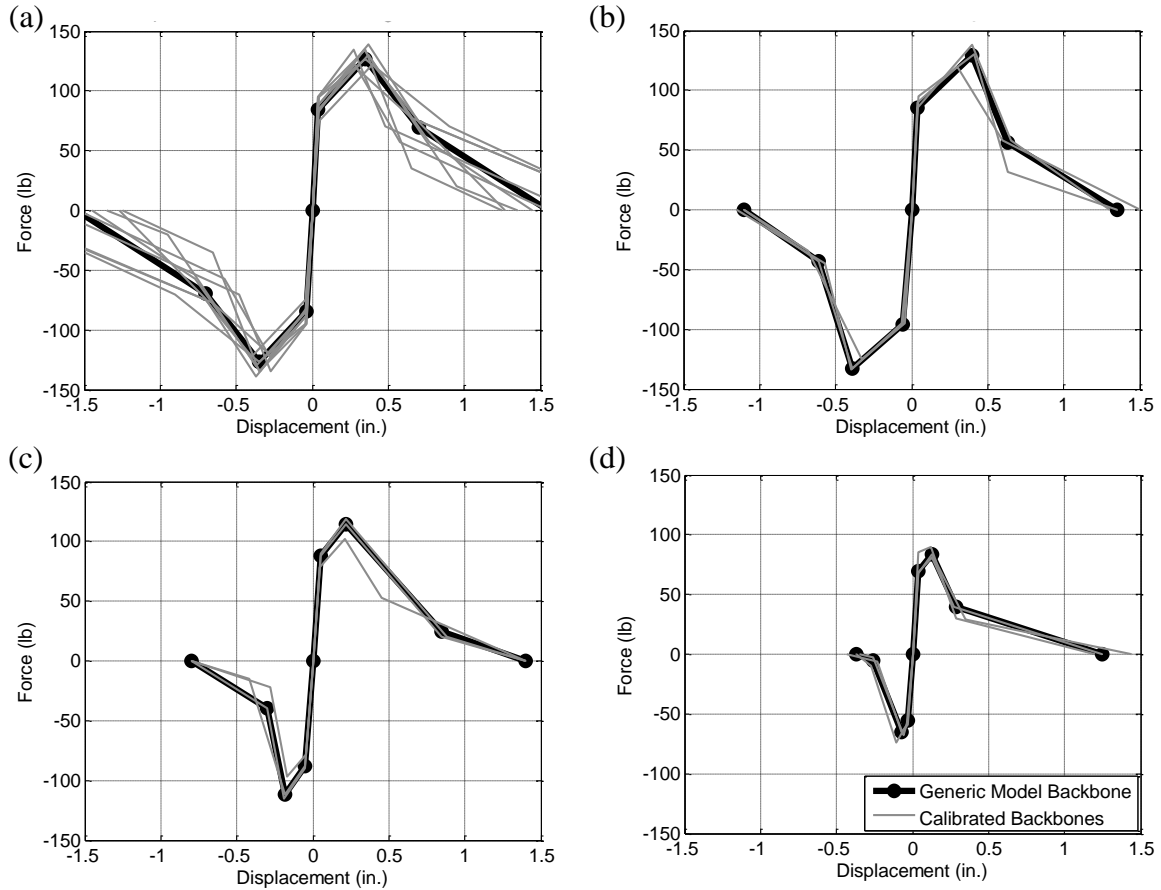 (a)
150
100
50
0
-50
-100
-150
Force (lb)
-1.5 -1 -0.5 0 0.5 1 1.5
Displacement (in.)
(b)
150
100
50
0
-50
-100
-150
Force (lb)
-1.5 -1 -0.5 0 0.5 1 1.5
Displacement (in.)
(c)
150
100
50
0
-50
-100
-150
Force (lb)
-1.5 -1 -0.5 0 0.5 1 1.5
Displacement (in.)
(d)
150
100
50
0
-50
-100
-150
Force (lb)
Generic Model Backbone
Calibrated Backbones
-1.5 -1 -0.5 0 0.5 1 1.5
Displacement (in.)